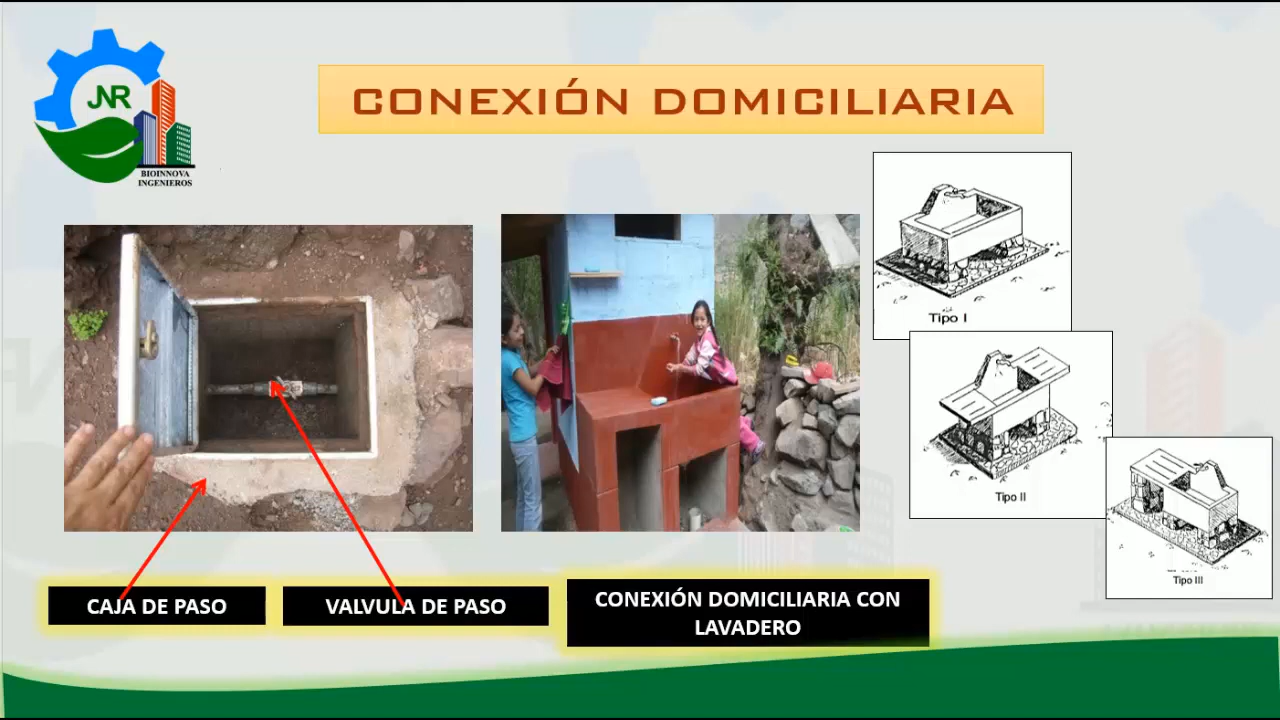 JNR
BIOINNOVA
INGENIEROS
CONEXIÓN DOMICILIARIA
Tipo I
Tipo II
Tipo III
CAJA DE PASO
VALVULA DE PASO
CONEXIÓN DOMICILIARIA CON
LAVADERO